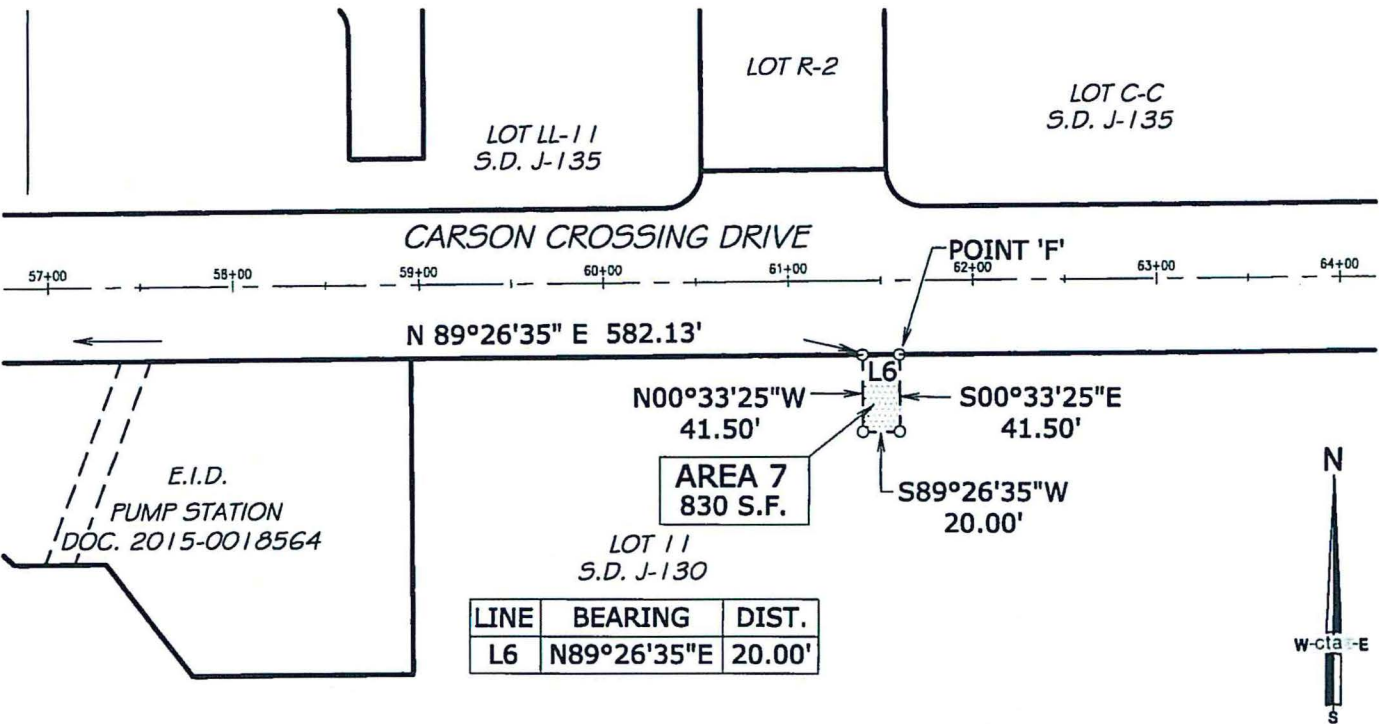 LOT R-2
LOT C-C
S.D. J-135
LOT LL-11
S.D. J-135
CARSON CROSSING DRIVE
POINT 'F'
57+00
58+00
59+00
60+00
61+00
62+00
63+00
64+00
N 89°26'35" E 582.13'
L6
N00°33'25"W
41.50'
S00°33'25"E
41.50'
AREA 7
830 S.F.
S89°26'35"W
20.00'
E.I.D.
PUMP STATION
DOC. 2015-0018564
LOT 11
S.D. J-130
LINE BEARING DIST.
L6 N89°26'35"E 20.00'
N
W-cta-E
S